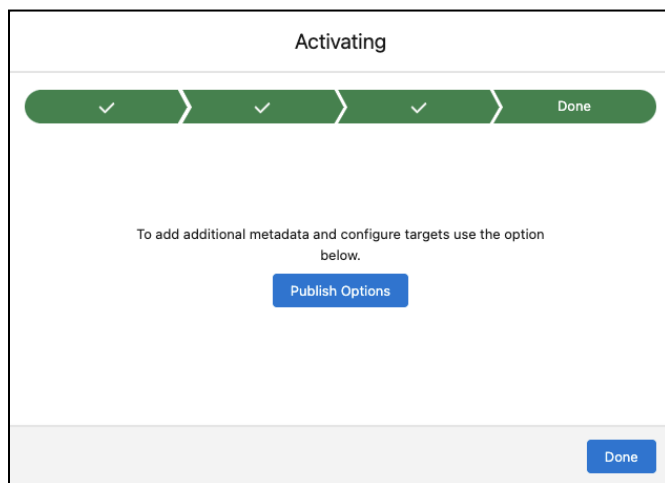 Activating
Done
To add additional metadata and configure targets use the option
below.
Publish Options
Done